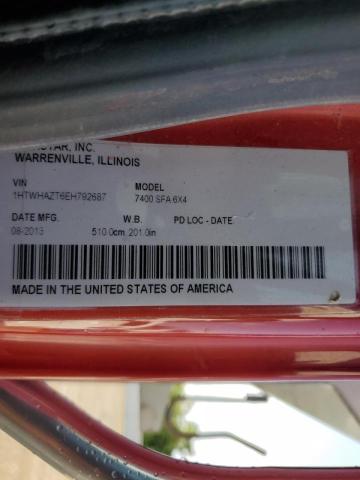 INC.
WARRENVILLE, ILLINOIS
VIN MODEL
1HTWHAZT6EH792687 7400 SFA 6X4
DATE MFG. W.B. PD LOC - DATE.
08-2013 510.0cm 201.0in
MADE IN THE UNITED STATES OF AMERICA